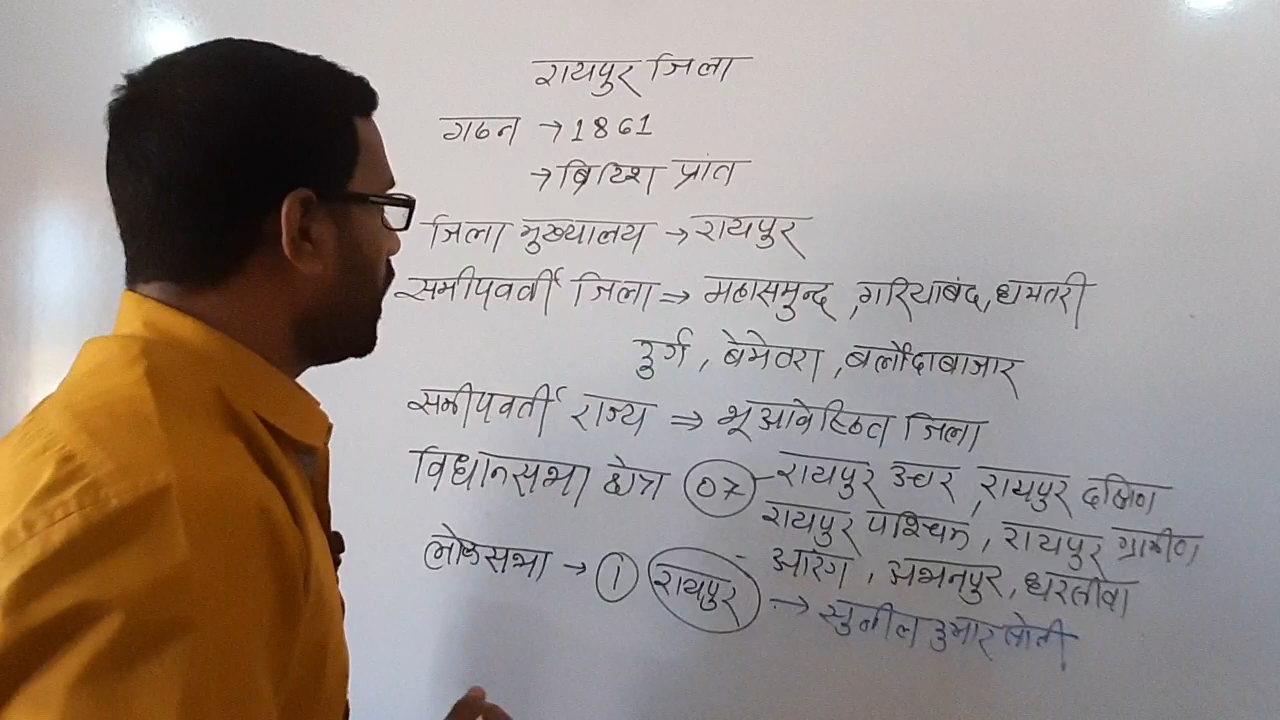 रायपुर जिला
गठन → 1861
→ ब्रिटिश प्रांत
जिला मुख्यालय → रायपुर
समीपवर्ती जिला ⇒ महासमुन्द, गरियाबंद, धमतरी
दुर्ग, बेमेतरा, बलौदाबाजार
समीपवर्ती राज्य ⇒ भूआवेष्ठित जिला
विधानसभा क्षेत्र 07 - रायपुर उत्तर, रायपुर दक्षिण
रायपुर पश्चिम, रायपुर ग्रामीण
आरंग, अभनपुर, धरसीवा
लोकसभा → 1 रायपुर → सुनील कुमार सोनी